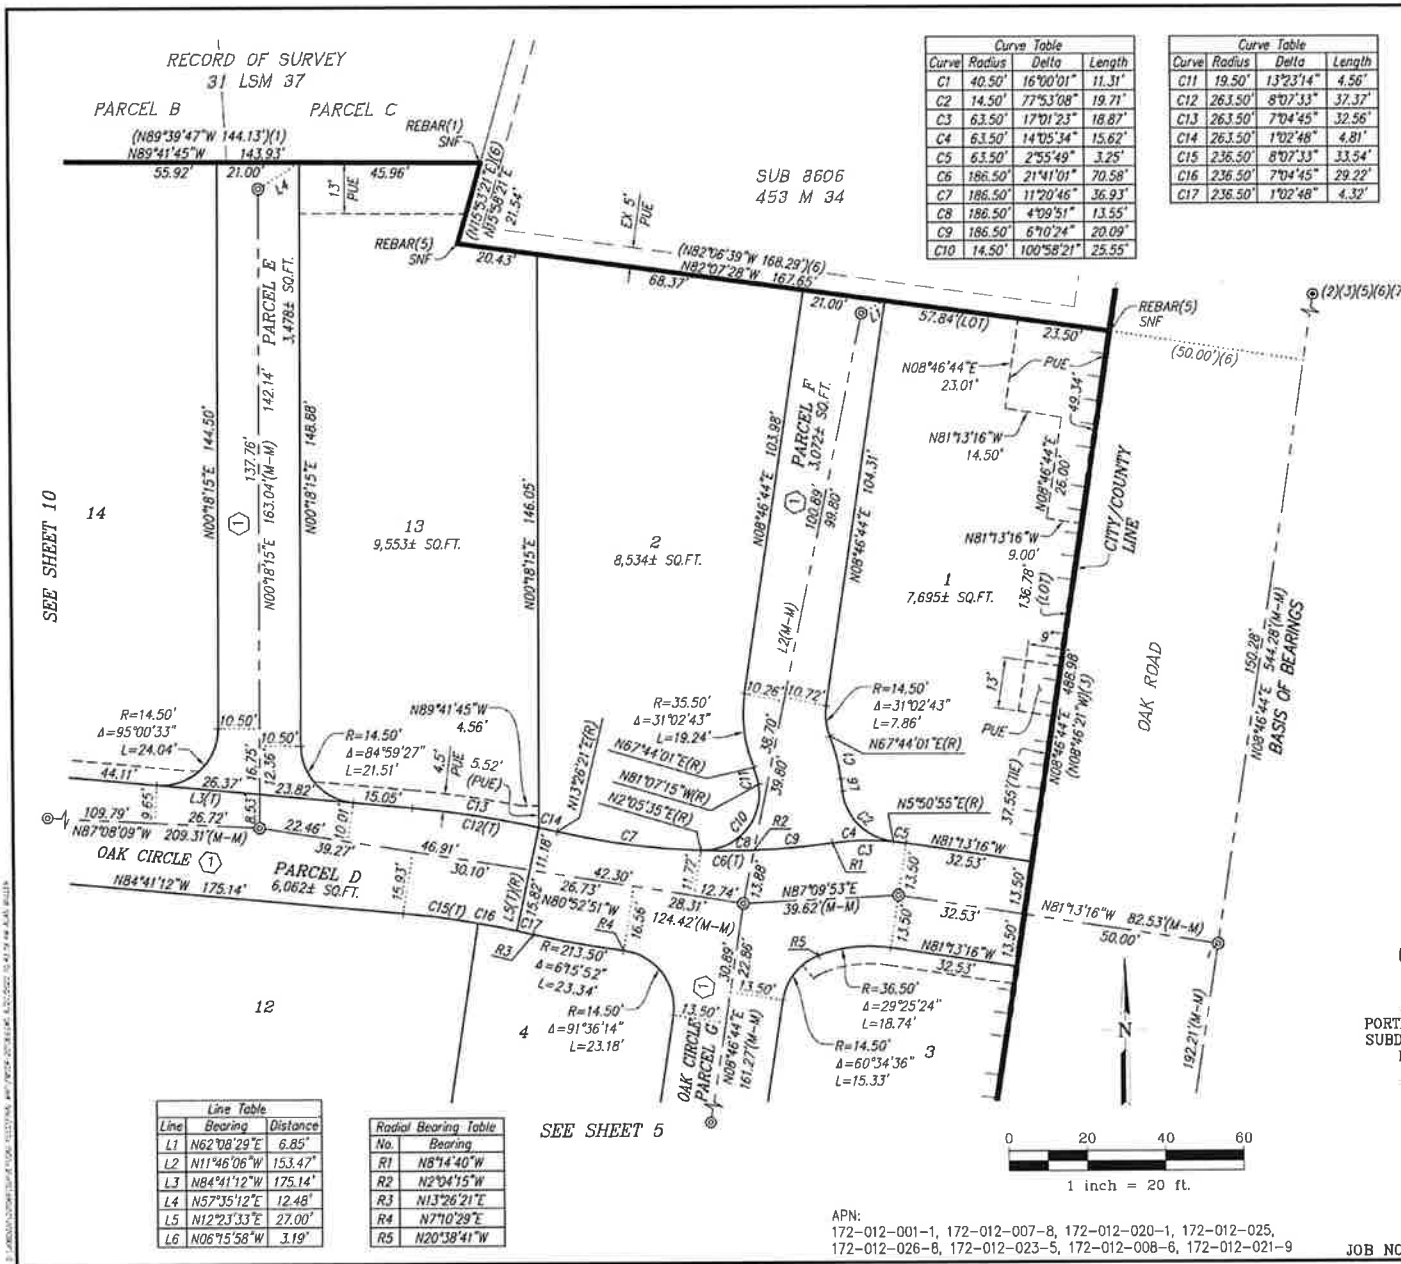 RECORD OF SURVEY
31 LSM 37
PARCEL B
PARCEL C
(N89°39'47"W 144.13')(1)
N89°41'45"W 143.93'
55.92'
21.00'
45.96'
L4
13'
PUE
REBAR(1)
SNF
(N15°53'21"E)(6)
N15°58'21"E
21.54'
REBAR(5)
SNF
SUB 8606
453 M 34
EX 5'
PUE
(N82°06'39"W 168.29')(6)
N82°07'28"W 167.65'
20.43'
68.37'
21.00'
57.84'(LOT)
23.50'
L1
REBAR(5)
SNF
(50.00')(6)
(2)(3)(5)(6)(7
Curve Table
Curve Radius Delta Length
C1 40.50' 16°00'01" 11.31'
C2 14.50' 77°53'08" 19.71'
C3 63.50' 17°01'23" 18.87'
C4 63.50' 14°05'34" 15.62'
C5 63.50' 2°55'49" 3.25'
C6 186.50' 21°41'01" 70.58'
C7 186.50' 11°20'46" 36.93'
C8 186.50' 4°09'51" 13.55'
C9 186.50' 6°10'24" 20.09'
C10 14.50' 100°58'21" 25.55'
Curve Table
Curve Radius Delta Length
C11 19.50' 13°23'14" 4.56'
C12 263.50' 8°07'33" 37.37'
C13 263.50' 7°04'45" 32.56'
C14 263.50' 1°02'48" 4.81'
C15 236.50' 8°07'33" 33.54'
C16 236.50' 7°04'45" 29.22'
C17 236.50' 1°02'48" 4.32'
SEE SHEET 10
14
N00°18'15"E 144.50'
PARCEL E
3,478± SQ.FT.
142.14'
137.76'
N00°18'15"E 163.04'(M-M)
1
N00°18'15"E 148.88'
13
9,553± SQ.FT.
N00°18'15"E 146.05'
2
8,534± SQ.FT.
N08°46'44"E 103.98'
PARCEL F
3,072± SQ.FT.
1
100.89'
99.80'
L2(M-M)
N08°46'44"E 104.31'
1
7,695± SQ.FT.
N08°46'44"E
23.01'
PUE
N81°13'16"W
14.50'
49.34'
N08°46'44"E
26.00'
N81°13'16"W
9.00'
136.78'
(LOT)
CITY/COUNTY
LINE
9'
13'
PUE
N08°46'44"E 488.98'
(N08°46'21"W)(3)
37.55'(TIE)
OAK ROAD
150.28'
N08°46'44"E 544.28'(M-M)
BASIS OF BEARINGS
R=14.50'
Δ=95°00'33"
L=24.04'
10.50'
10.50'
R=14.50'
Δ=84°59'27"
L=21.51'
N89°41'45"W
4.56'
4.5'
PUE
5.52'
(PUE)
N13°26'21"E(R)
R=35.50'
Δ=31°02'43"
L=19.24'
N67°44'01"E(R)
N81°07'15"W(R)
N2°05'35"E(R)
10.26'
10.72'
R=14.50'
Δ=31°02'43"
L=7.86'
N67°44'01"E(R)
38.70'
39.80'
C11
C10
C1
L6
C2
N5°50'55"E(R)
44.11'
26.37'
L3(T)
16.75'
12.36'
23.82'
15.05'
C13
C12(T)
C14
C7
C8
C6(T)
R2
C9
C4
C3
R1
C5
N81°13'16"W
32.53'
109.79'
9.65'
26.72'
N87°08'09"W 209.31'(M-M)
8.53'
22.46'
39.27'
10.01'
46.91'
30.10'
11.18'
15.82'
L5(T)(R)
42.30'
26.73'
N80°52'51"W
11.72'
12.74'
28.31'
124.42'(M-M)
13.88'
N87°09'53"E
39.62'(M-M)
13.50'
13.50'
32.53'
13.50'
13.50'
N81°13'16"W 82.53'(M-M)
50.00'
OAK CIRCLE 1
PARCEL D
6,062± SQ.FT.
N84°41'12"W 175.14'
15.93'
C15(T)
C16
C17
R3
16.56'
R4
R5
N81°13'16"W
32.53'
R=213.50'
Δ=6°15'52"
L=23.34'
R=14.50'
Δ=91°36'14"
L=23.18'
30.89'
22.86'
13.50'
13.50'
1
OAK CIRCLE
PARCEL G
N08°46'44"E
161.27'(M-M)
R=36.50'
Δ=29°25'24"
L=18.74'
R=14.50'
Δ=60°34'36"
L=15.33'
12
4
3
N
192.21'(M-M)
PORT
SUBD
SEE SHEET 5
Line Table
Line Bearing Distance
L1 N62°08'29"E 6.85'
L2 N11°46'06"W 153.47'
L3 N84°41'12"W 175.14'
L4 N57°35'12"E 12.48'
L5 N12°23'33"E 27.00'
L6 N06°15'58"W 3.19'
Radial Bearing Table
No. Bearing
R1 N8°14'40"W
R2 N2°04'15"W
R3 N13°26'21"E
R4 N7°10'29"E
R5 N20°38'41"W
0 20 40 60
1 inch = 20 ft.
APN:
172-012-001-1, 172-012-007-8, 172-012-020-1, 172-012-025,
172-012-026-8, 172-012-023-5, 172-012-008-6, 172-012-021-9
JOB NO